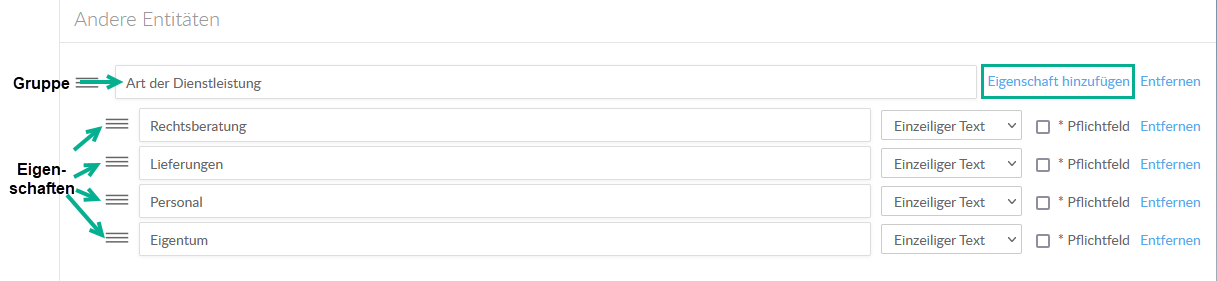 Andere Entitäten
Gruppe Art der Dienstleistung Eigenschaft hinzufügen Entfernen
Rechtsberatung Einzeiliger Text * Pflichtfeld Entfernen
Eigen-
schaften
Lieferungen Einzeiliger Text * Pflichtfeld Entfernen
Personal Einzeiliger Text * Pflichtfeld Entfernen
Eigentum Einzeiliger Text * Pflichtfeld Entfernen